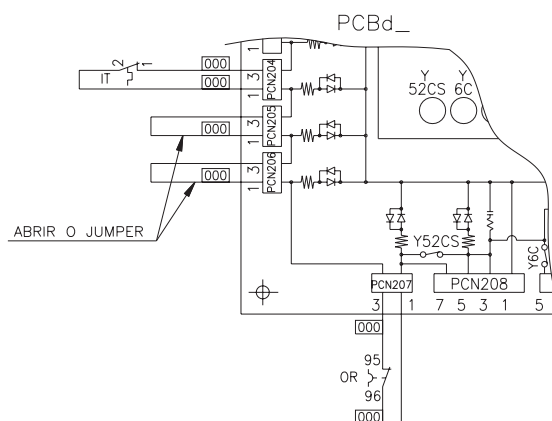 PCBd_
1
000
PCN204
3
1
2
1
IT
000
Y
52CS
Y
6C
PCN205
3
1
000
PCN206
3
1
000
ABRIR O JUMPER
Y52CS
Y6C
PCN207
3
1
PCN208
7
5
3
1
5
000
95
OR
96
000